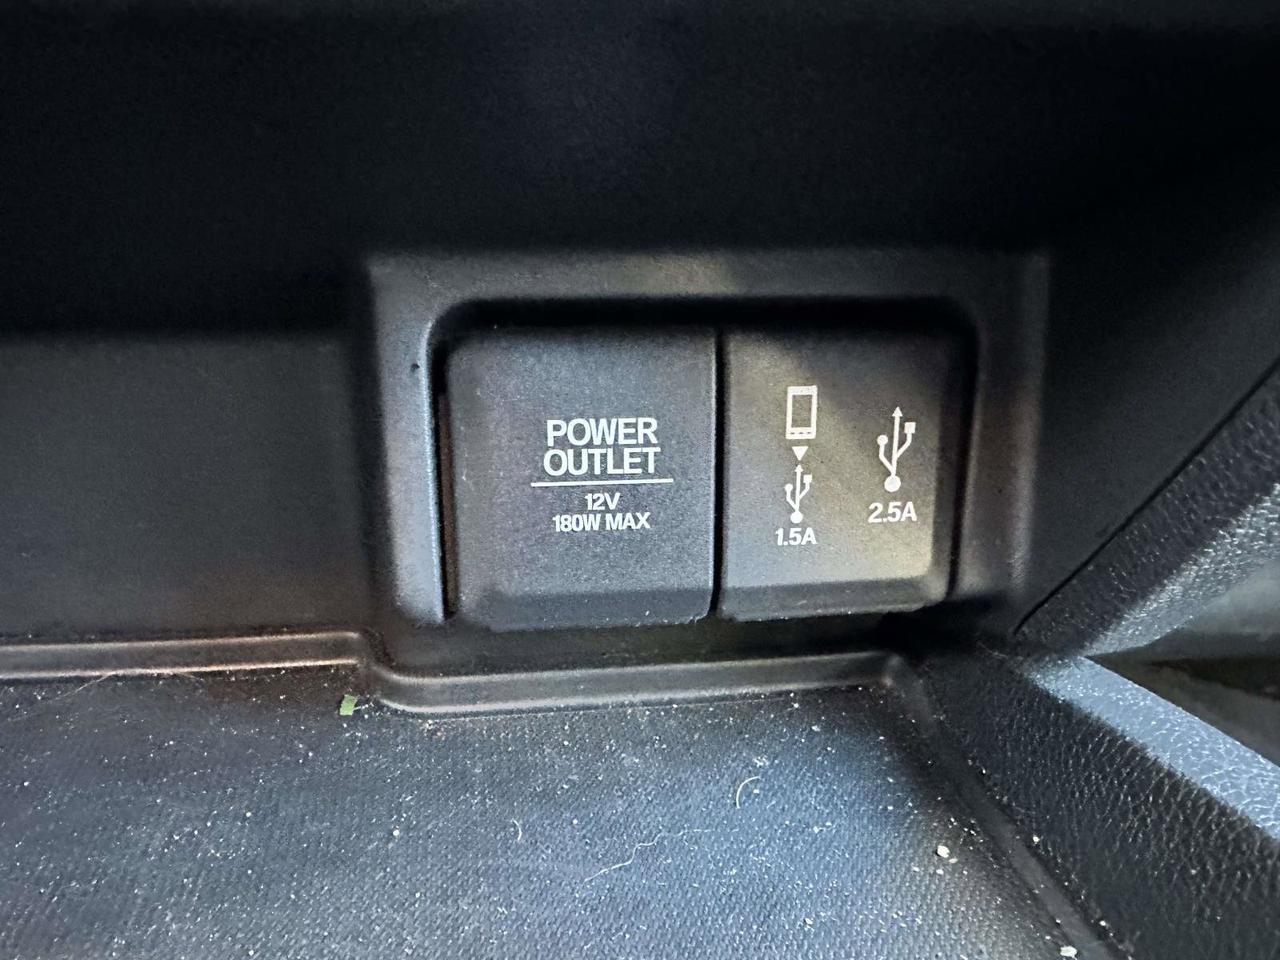 POWER
OUTLET
12V
180W MAX
1.5A
2.5A